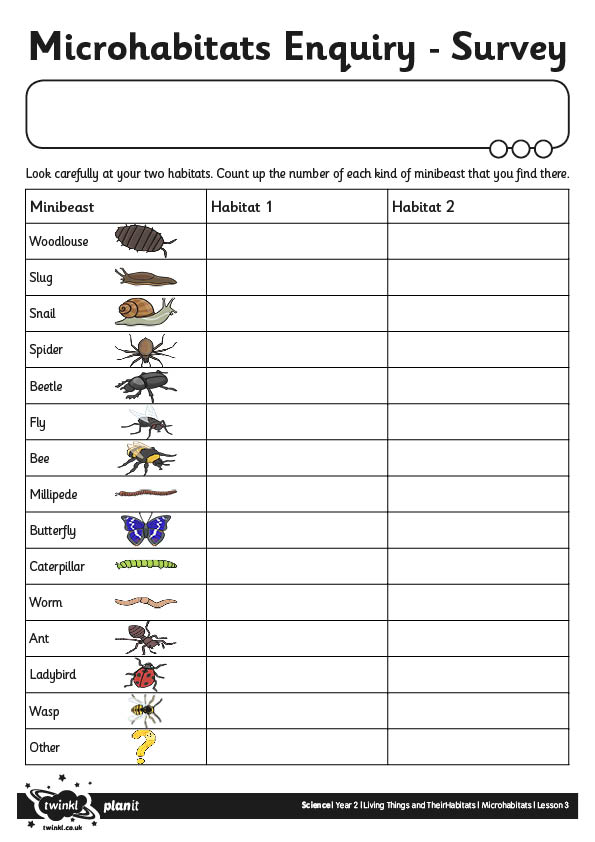 Microhabitats Enquiry - Survey
Look carefully at your two habitats. Count up the number of each kind of minibeast that you find there.
Minibeast Habitat 1 Habitat 2
Woodlouse
Slug
Snail
Spider
Beetle
Fly
Bee
Millipede
Butterfly
Caterpillar
Worm
Ant
Ladybird
Wasp
Other ?
twinkl planit
twinkl.co.uk
Science | Year 2 | Living Things and TheirHabitats | Microhabitats | Lesson 3